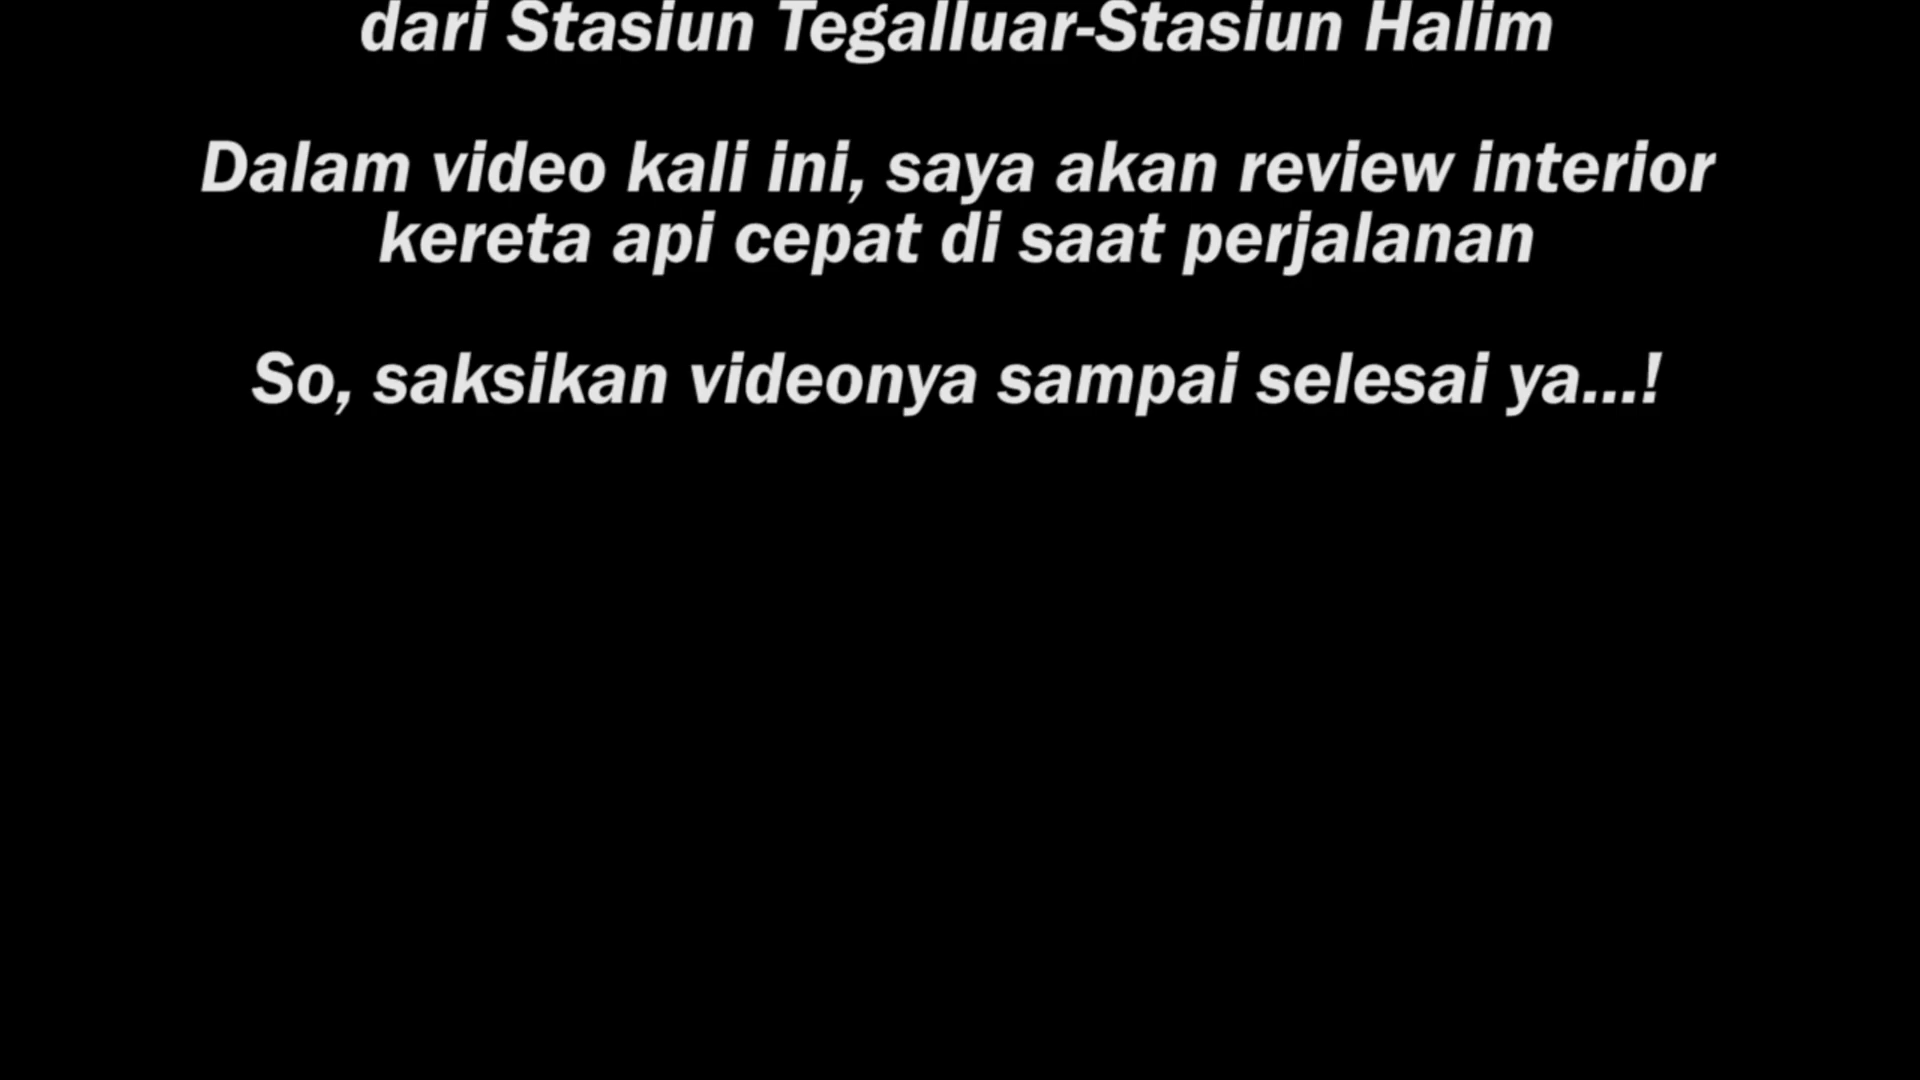 dari Stasiun Tegalluar-Stasiun Halim
Dalam video kali ini, saya akan review interior
kereta api cepat di saat perjalanan
So, saksikan videonya sampai selesai ya...!